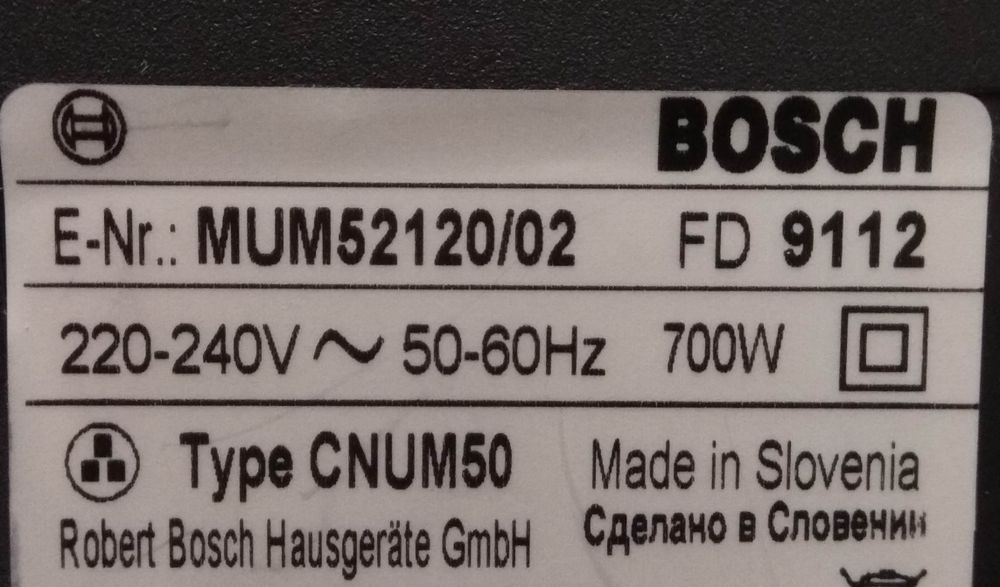 BOSCH
E-Nr.: MUM52120/02 FD 9112
220-240V ~ 50-60Hz 700W
Type CNUM50 Made in Slovenia
Robert Bosch Hausgeräte GmbH Сделано в Словении